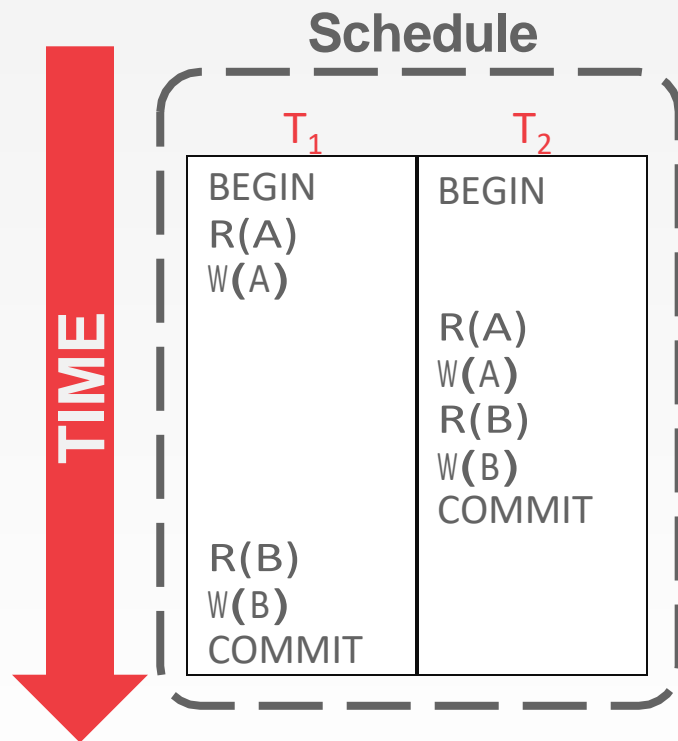 Schedule
TIME
T1 T2
BEGIN BEGIN
R(A)
W(A)
R(A)
W(A)
R(B)
W(B)
COMMIT
R(B)
W(B)
COMMIT